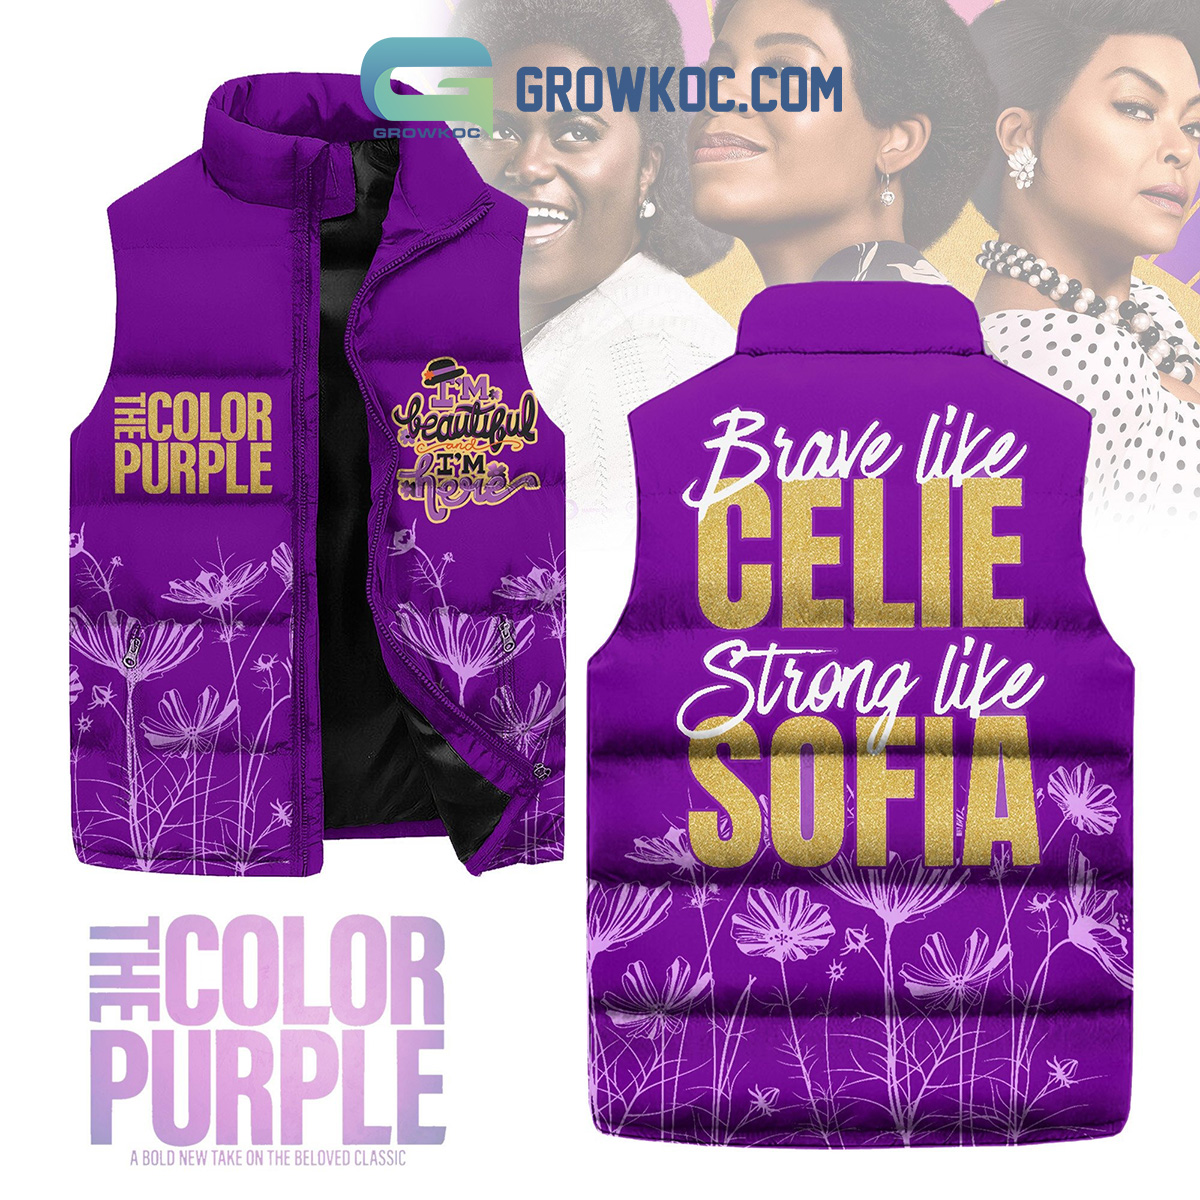 GROWKOC
GROWKOC.COM
THE COLOR
PURPLE
I'M
beautiful
and
I'M
here
Brave like
CELIE
Strong like
SOFIA
THE COLOR
PURPLE
A BOLD NEW TAKE ON THE BELOVED CLASSIC